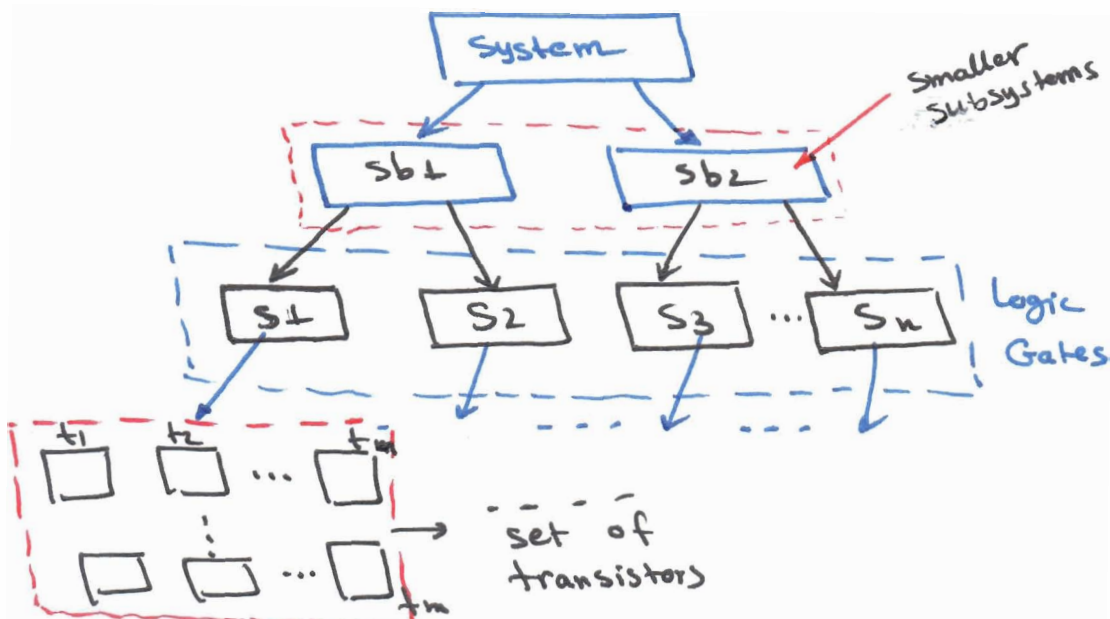 System
smaller
subsystems
Sb1
Sb2
S1
S2
S3
...
Sn
Logic
Gates
t1
t2
...
tm
set of
transistors
...
tm